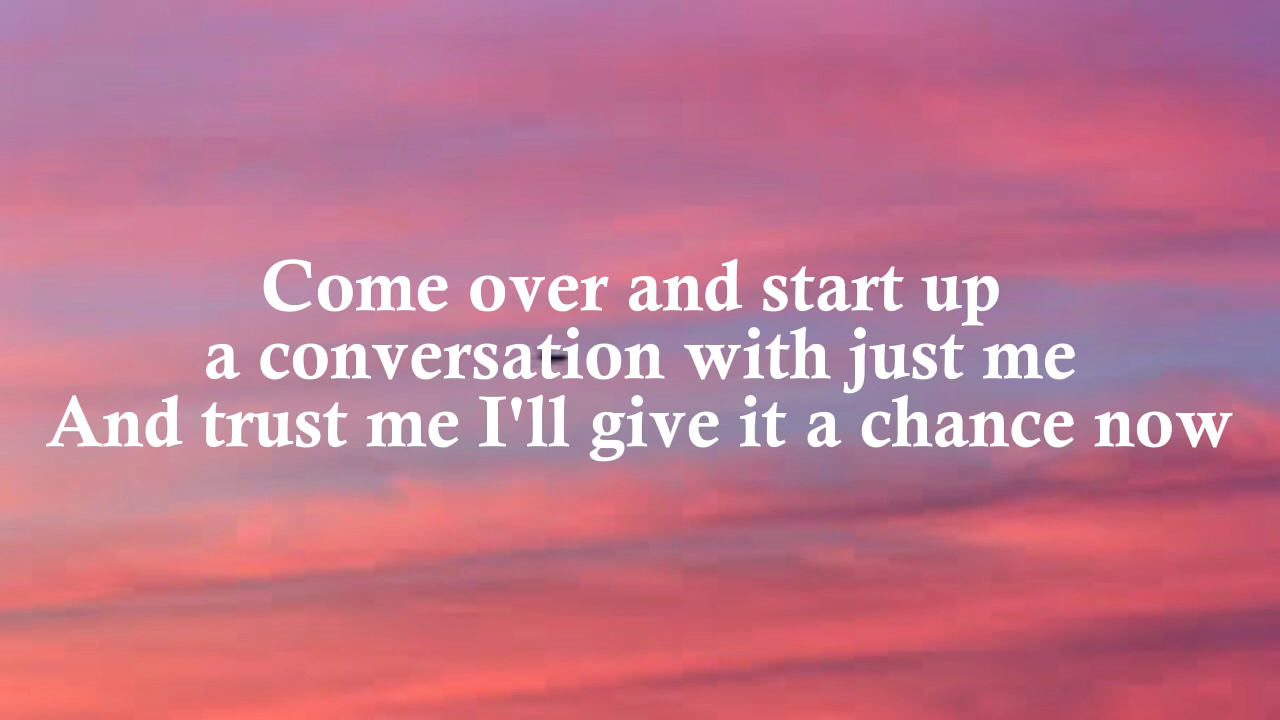 Come over and start up
a conversation with just me
And trust me I'll give it a chance now